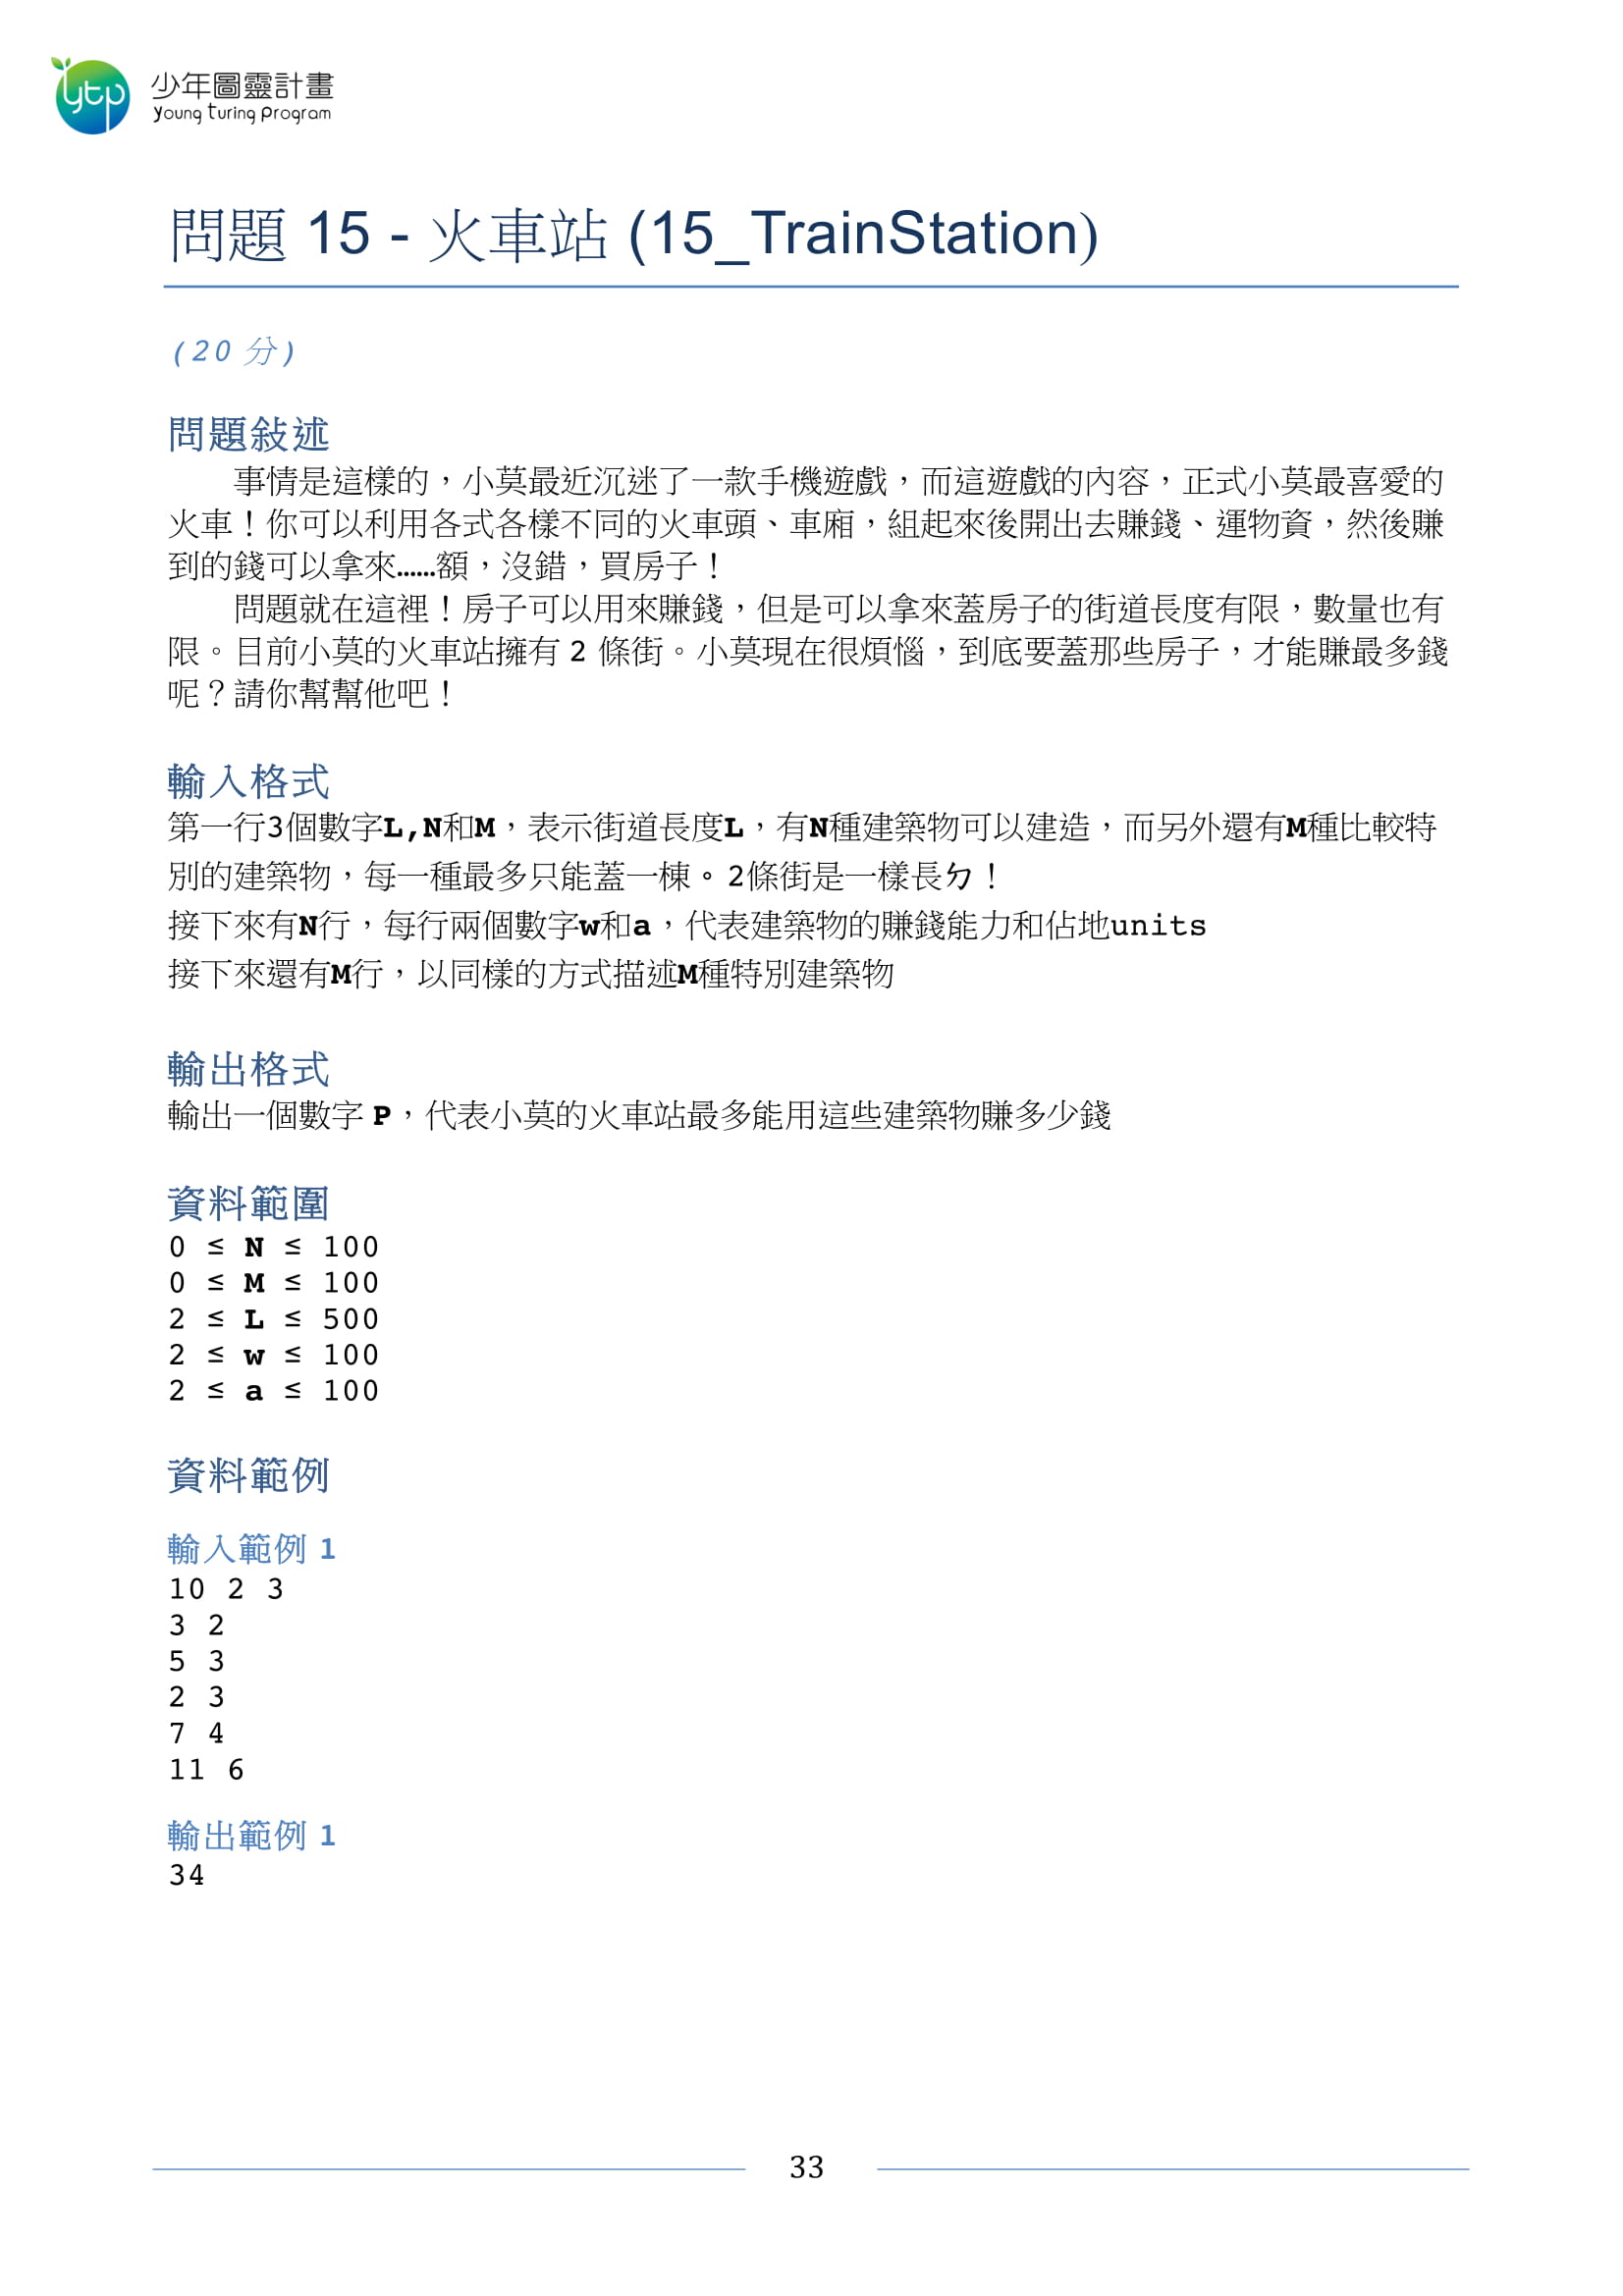 ytp
少年圖靈計畫
Young Turing Program
問題 15 - 火車站 (15_TrainStation)
(20 分)
問題敍述
事情是這樣的，小莫最近沉迷了一款手機遊戲，而這遊戲的內容，正式小莫最喜愛的
火車！你可以利用各式各樣不同的火車頭、車廂，組起來後開出去賺錢、運物資，然後賺
到的錢可以拿來……額，沒錯，買房子！
問題就在這裡！房子可以用來賺錢，但是可以拿來蓋房子的街道長度有限，數量也有
限。目前小莫的火車站擁有 2 條街。小莫現在很煩惱，到底要蓋那些房子，才能賺最多錢
呢？請你幫幫他吧！
輸入格式
第一行3個數字L,N和M，表示街道長度L，有N種建築物可以建造，而另外還有M種比較特
別的建築物，每一種最多只能蓋一棟。2條街是一樣長ㄉ！
接下來有N行，每行兩個數字w和a，代表建築物的賺錢能力和佔地units
接下來還有M行，以同樣的方式描述M種特別建築物
輸出格式
輸出一個數字 P，代表小莫的火車站最多能用這些建築物賺多少錢
資料範圍
0 ≤ N ≤ 100
0 ≤ M ≤ 100
2 ≤ L ≤ 500
2 ≤ w ≤ 100
2 ≤ a ≤ 100
資料範例
輸入範例 1
10 2 3
3 2
5 3
2 3
7 4
11 6
輸出範例 1
34
33